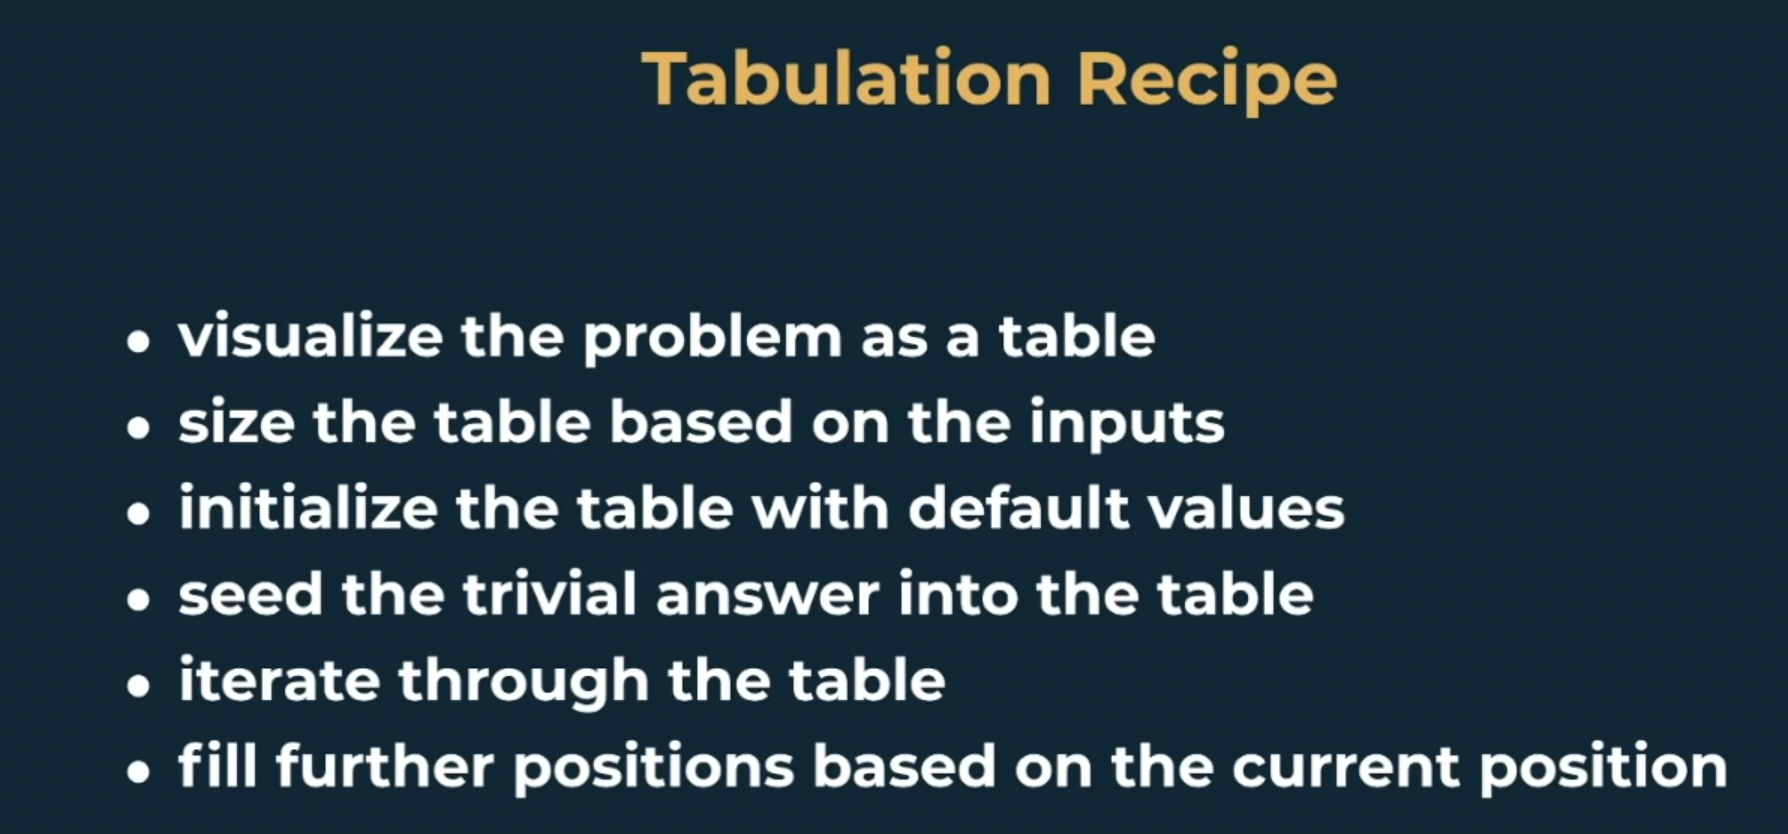 Tabulation Recipe
• visualize the problem as a table
• size the table based on the inputs
• initialize the table with default values
• seed the trivial answer into the table
• iterate through the table
• fill further positions based on the current position